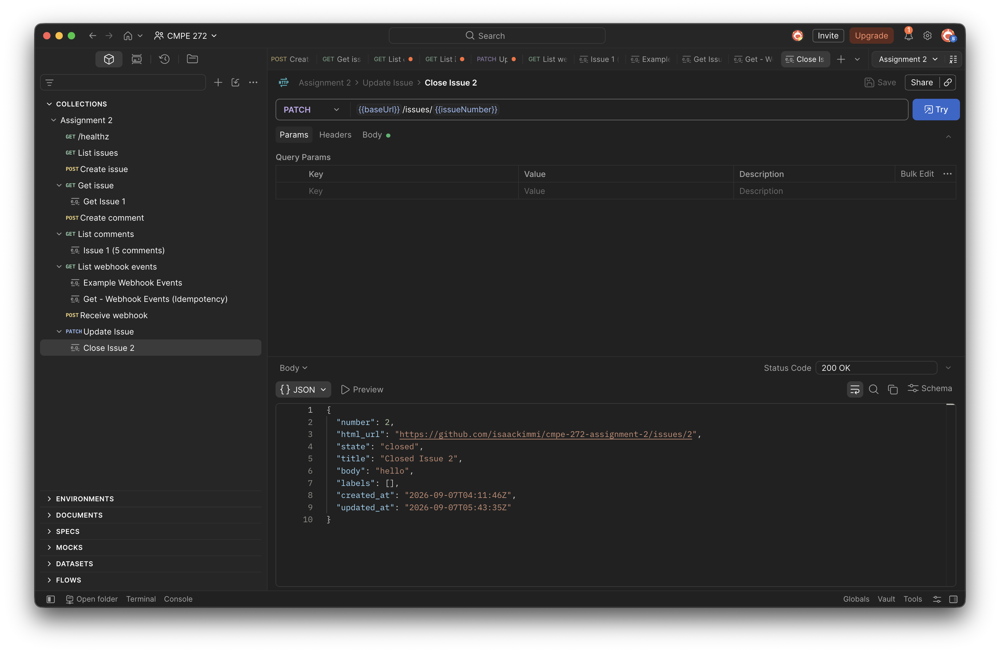 CMPE 272
Search
Invite
Upgrade
1
S
POST Creat
GET Get iss
GET List
GET List i
PATCH Up
GET List we
e.g. Issue 1
e.g. Example
e.g. Get Issu
e.g. Get - W
e.g. Close Is
Assignment 2
HTTP Assignment 2 > Update Issue > Close Issue 2
Save
Share
COLLECTIONS
Assignment 2
GET /healthz
GET List issues
POST Create issue
GET Get issue
e.g. Get Issue 1
POST Create comment
GET List comments
e.g. Issue 1 (5 comments)
GET List webhook events
e.g. Example Webhook Events
e.g. Get - Webhook Events (Idempotency)
POST Receive webhook
PATCH Update Issue
e.g. Close Issue 2
ENVIRONMENTS
DOCUMENTS
SPECS
MOCKS
DATASETS
FLOWS
PATCH
{{baseUrl}}/issues/{{issueNumber}}
Try
Params Headers Body
Query Params
Key Value Description Bulk Edit
Key Value Description
Body
Status Code 200 OK
{} JSON
Preview
Schema
1 {
2 "number": 2,
3 "html_url": "https://github.com/isaackimmi/cmpe-272-assignment-2/issues/2",
4 "state": "closed",
5 "title": "Closed Issue 2",
6 "body": "hello",
7 "labels": [],
8 "created_at": "2026-09-07T04:11:46Z",
9 "updated_at": "2026-09-07T05:43:35Z"
10 }
Open folder Terminal Console
Globals Vault Tools